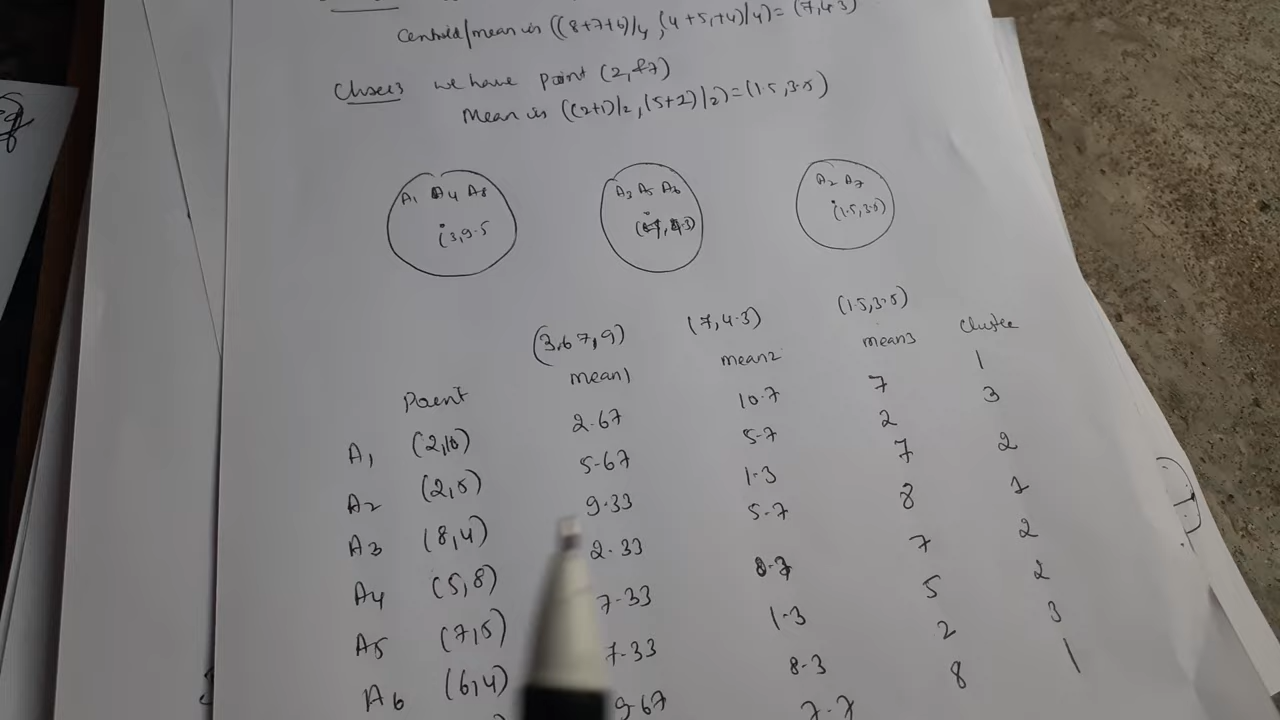 Centroid/mean is ((8+7+6)/4, (4+5,+4)/4) = (7,4.3)
we have point (2,&7)
Mean is ((2+1)/2, (5+2)/2) = (1.5, 3.5)
A1 A4 A8
(3,9.5
A3 A5 A6
A2 A7
(1.5, 3.5)
(3.67, 9) (7, 4.3) (1.5, 3.5)
Point mean1 mean2 mean3 cluster
A1 (2,10) 2.67 10.7 7 1
A2 (2,5) 5.67 5.7 2 3
A3 (8,4) 9.33 1.3 7 2
A4 (5,8) 2.33 5.7 8 1
A5 (7,5) 7.33 7 2
A6 (6,4) 7.33 1.3 5 2
9.67 8.3 2 3
7.7 8 1